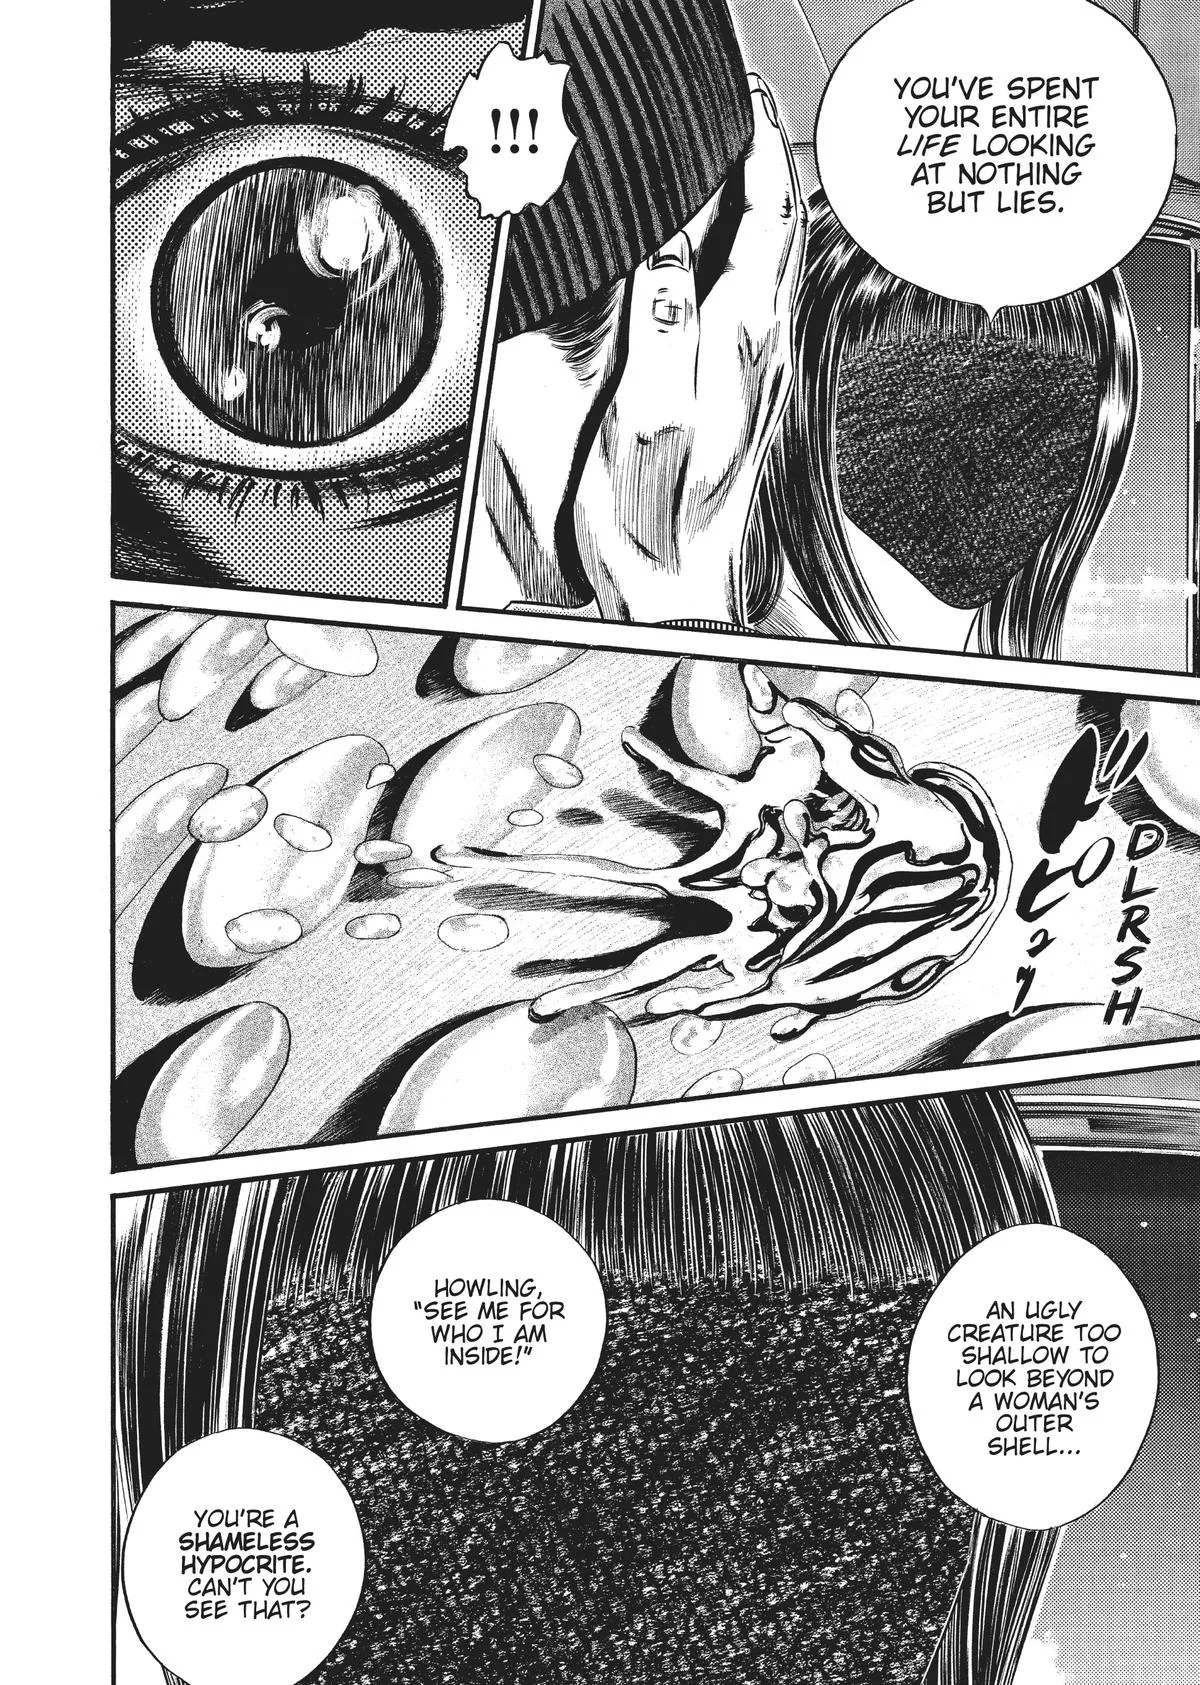 YOU'VE SPENT
YOUR ENTIRE
LIFE LOOKING
AT NOTHING
BUT LIES.
!!!
DLRSH
AN UGLY
CREATURE TOO
SHALLOW TO
LOOK BEYOND
A WOMAN'S
OUTER
SHELL...
HOWLING,
"SEE ME FOR
WHO I AM
INSIDE!"
YOU'RE A
SHAMELESS
HYPOCRITE.
CAN'T YOU
SEE THAT?